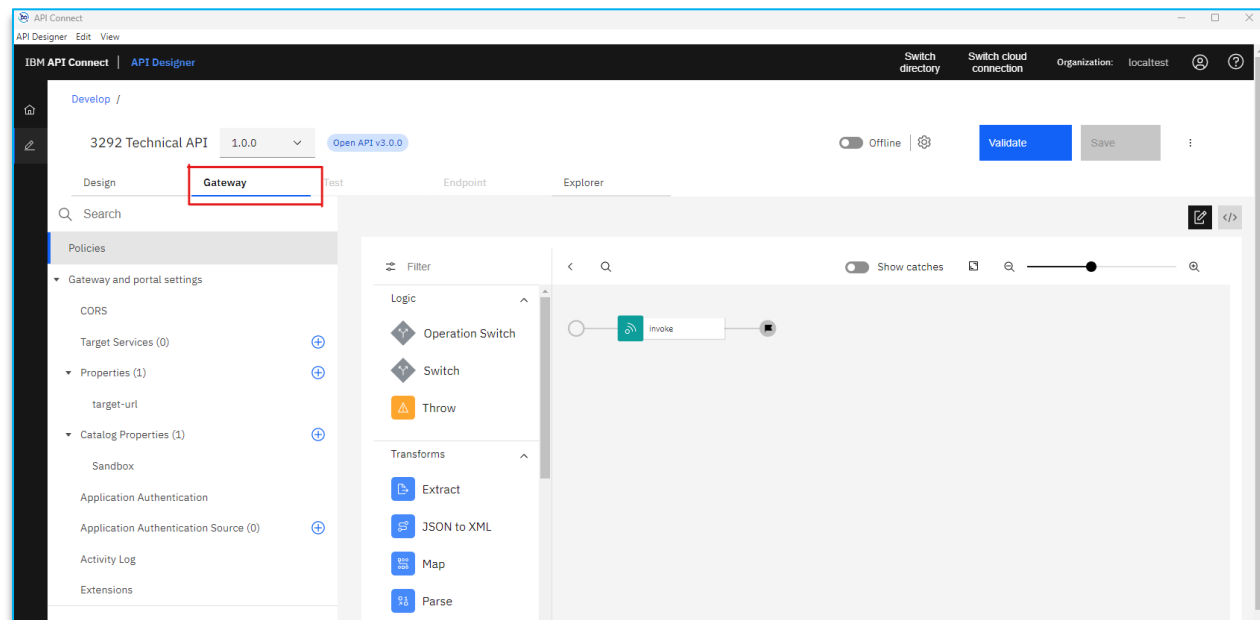 API Connect
API Designer Edit View
IBM API Connect | API Designer
Switch directory
Switch cloud connection
Organization: localtest
Develop /
3292 Technical API
1.0.0
Open API v3.0.0
Offline
Validate
Save
Design
Gateway
Test
Endpoint
Explorer
Search
Policies
Gateway and portal settings
CORS
Target Services (0)
Properties (1)
target-url
Catalog Properties (1)
Sandbox
Application Authentication
Application Authentication Source (0)
Activity Log
Extensions
Filter
Logic
Operation Switch
Switch
Throw
Transforms
Extract
JSON to XML
Map
Parse
Show catches
invoke